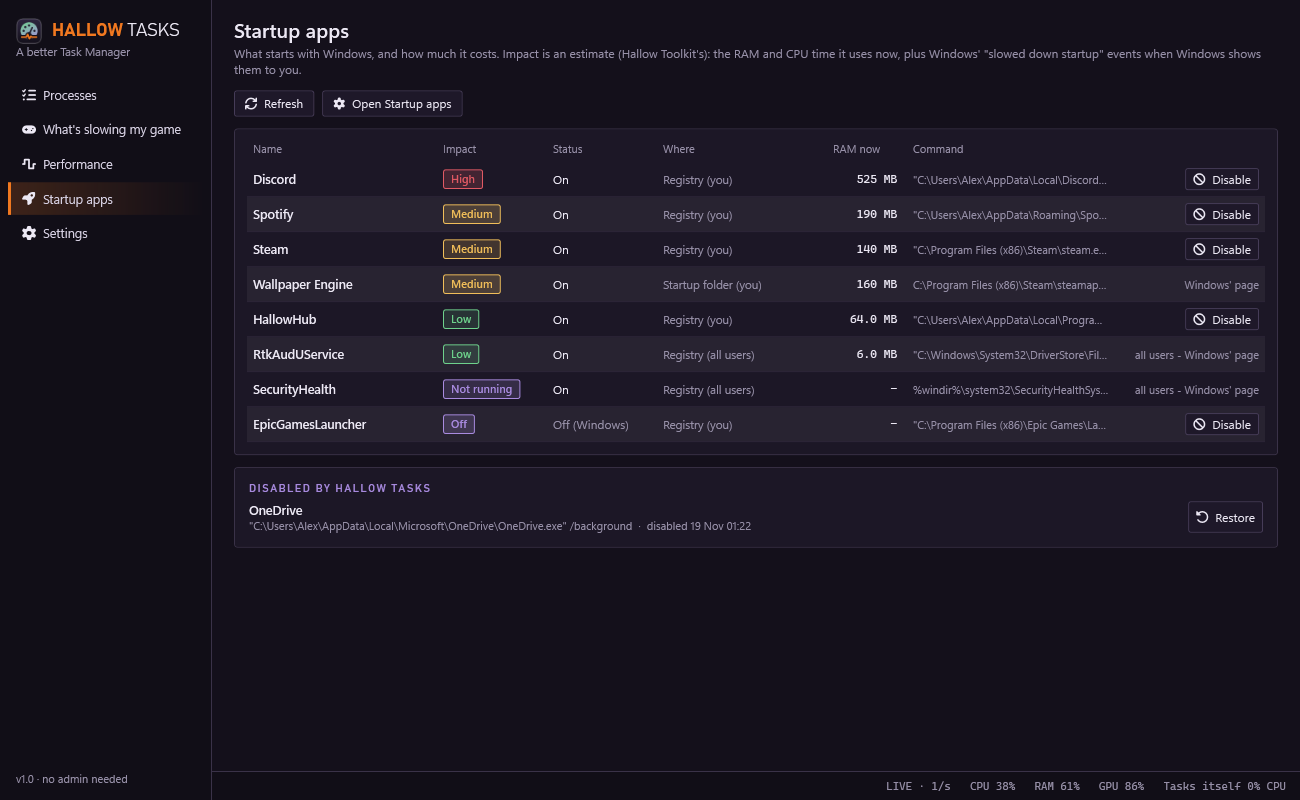 HALLOW TASKS
A better Task Manager
Processes
What's slowing my game
Performance
Startup apps
Settings
v1.0 · no admin needed
Startup apps
What starts with Windows, and how much it costs. Impact is an estimate (Hallow Toolkit's): the RAM and CPU time it uses now, plus Windows' "slowed down startup" events when Windows shows
them to you.
Refresh Open Startup apps
Name Impact Status Where RAM now Command
Discord High On Registry (you) 525 MB "C:\Users\Alex\AppData\Local\Discord... Disable
Spotify Medium On Registry (you) 190 MB "C:\Users\Alex\AppData\Roaming\Spo... Disable
Steam Medium On Registry (you) 140 MB "C:\Program Files (x86)\Steam\steam.e... Disable
Wallpaper Engine Medium On Startup folder (you) 160 MB C:\Program Files (x86)\Steam\steamap... Windows' page
HallowHub Low On Registry (you) 64.0 MB "C:\Users\Alex\AppData\Local\Progra... Disable
RtkAudUService Low On Registry (all users) 6.0 MB "C:\Windows\System32\DriverStore\Fil... all users - Windows' page
SecurityHealth Not running On Registry (all users) – %windir%\system32\SecurityHealthSys... all users - Windows' page
EpicGamesLauncher Off Off (Windows) Registry (you) – "C:\Program Files (x86)\Epic Games\La... Disable
DISABLED BY HALLOW TASKS
OneDrive
"C:\Users\Alex\AppData\Local\Microsoft\OneDrive\OneDrive.exe" /background · disabled 19 Nov 01:22
Restore
LIVE · 1/s CPU 38% RAM 61% GPU 86% Tasks itself 0% CPU